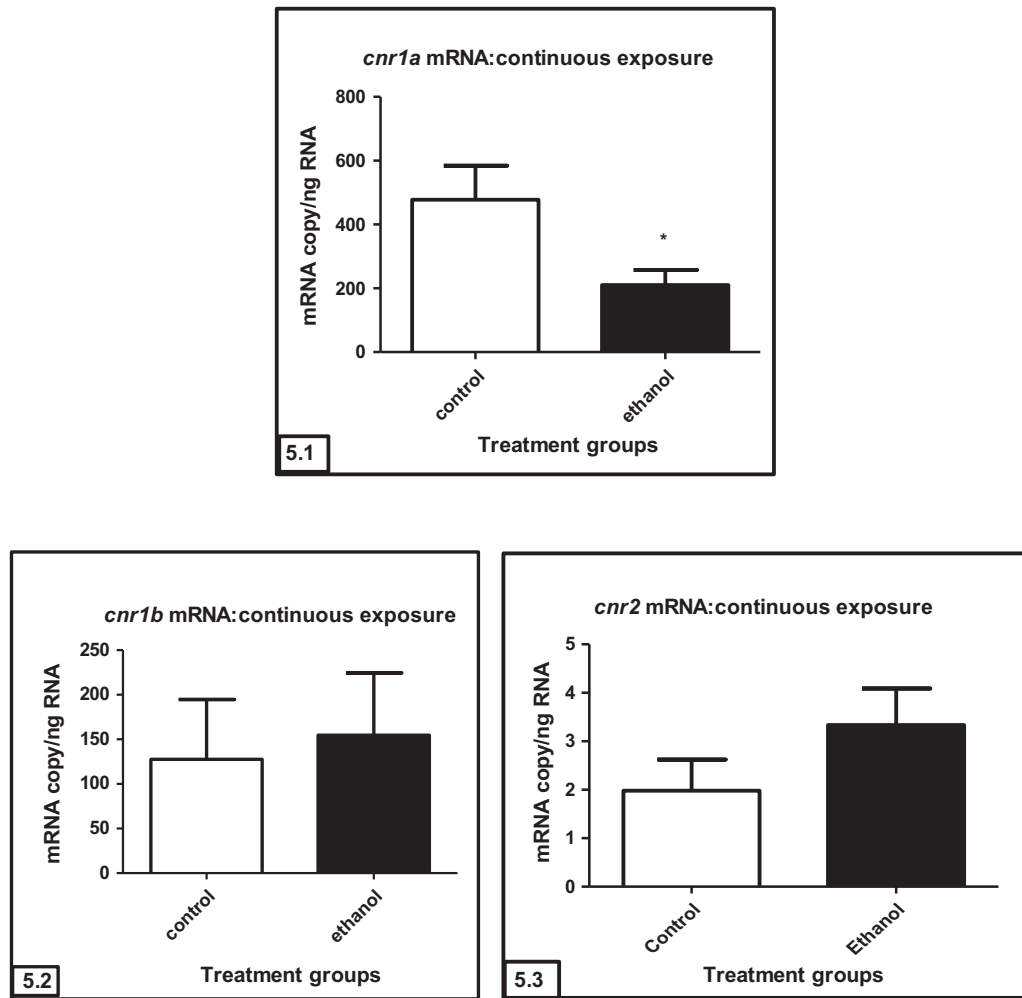 cnr1a mRNA:continuous exposure
mRNA copy/ng RNA
800
600
400
200
0
*
control
ethanol
Treatment groups
5.1
cnr1b mRNA:continuous exposure
mRNA copy/ng RNA
250
200
150
100
50
0
control
ethanol
Treatment groups
5.2
cnr2 mRNA:continuous exposure
mRNA copy/ng RNA
5
4
3
2
1
0
Control
Ethanol
Treatment groups
5.3